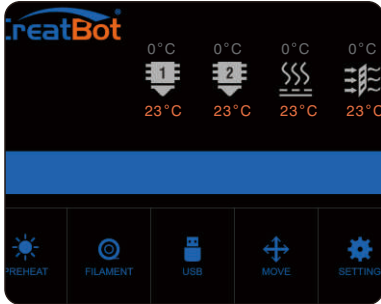 CreatBot
0°C 0°C 0°C 0°C
1 2
23°C 23°C 23°C 23°C
PREHEAT FILAMENT USB MOVE SETTING